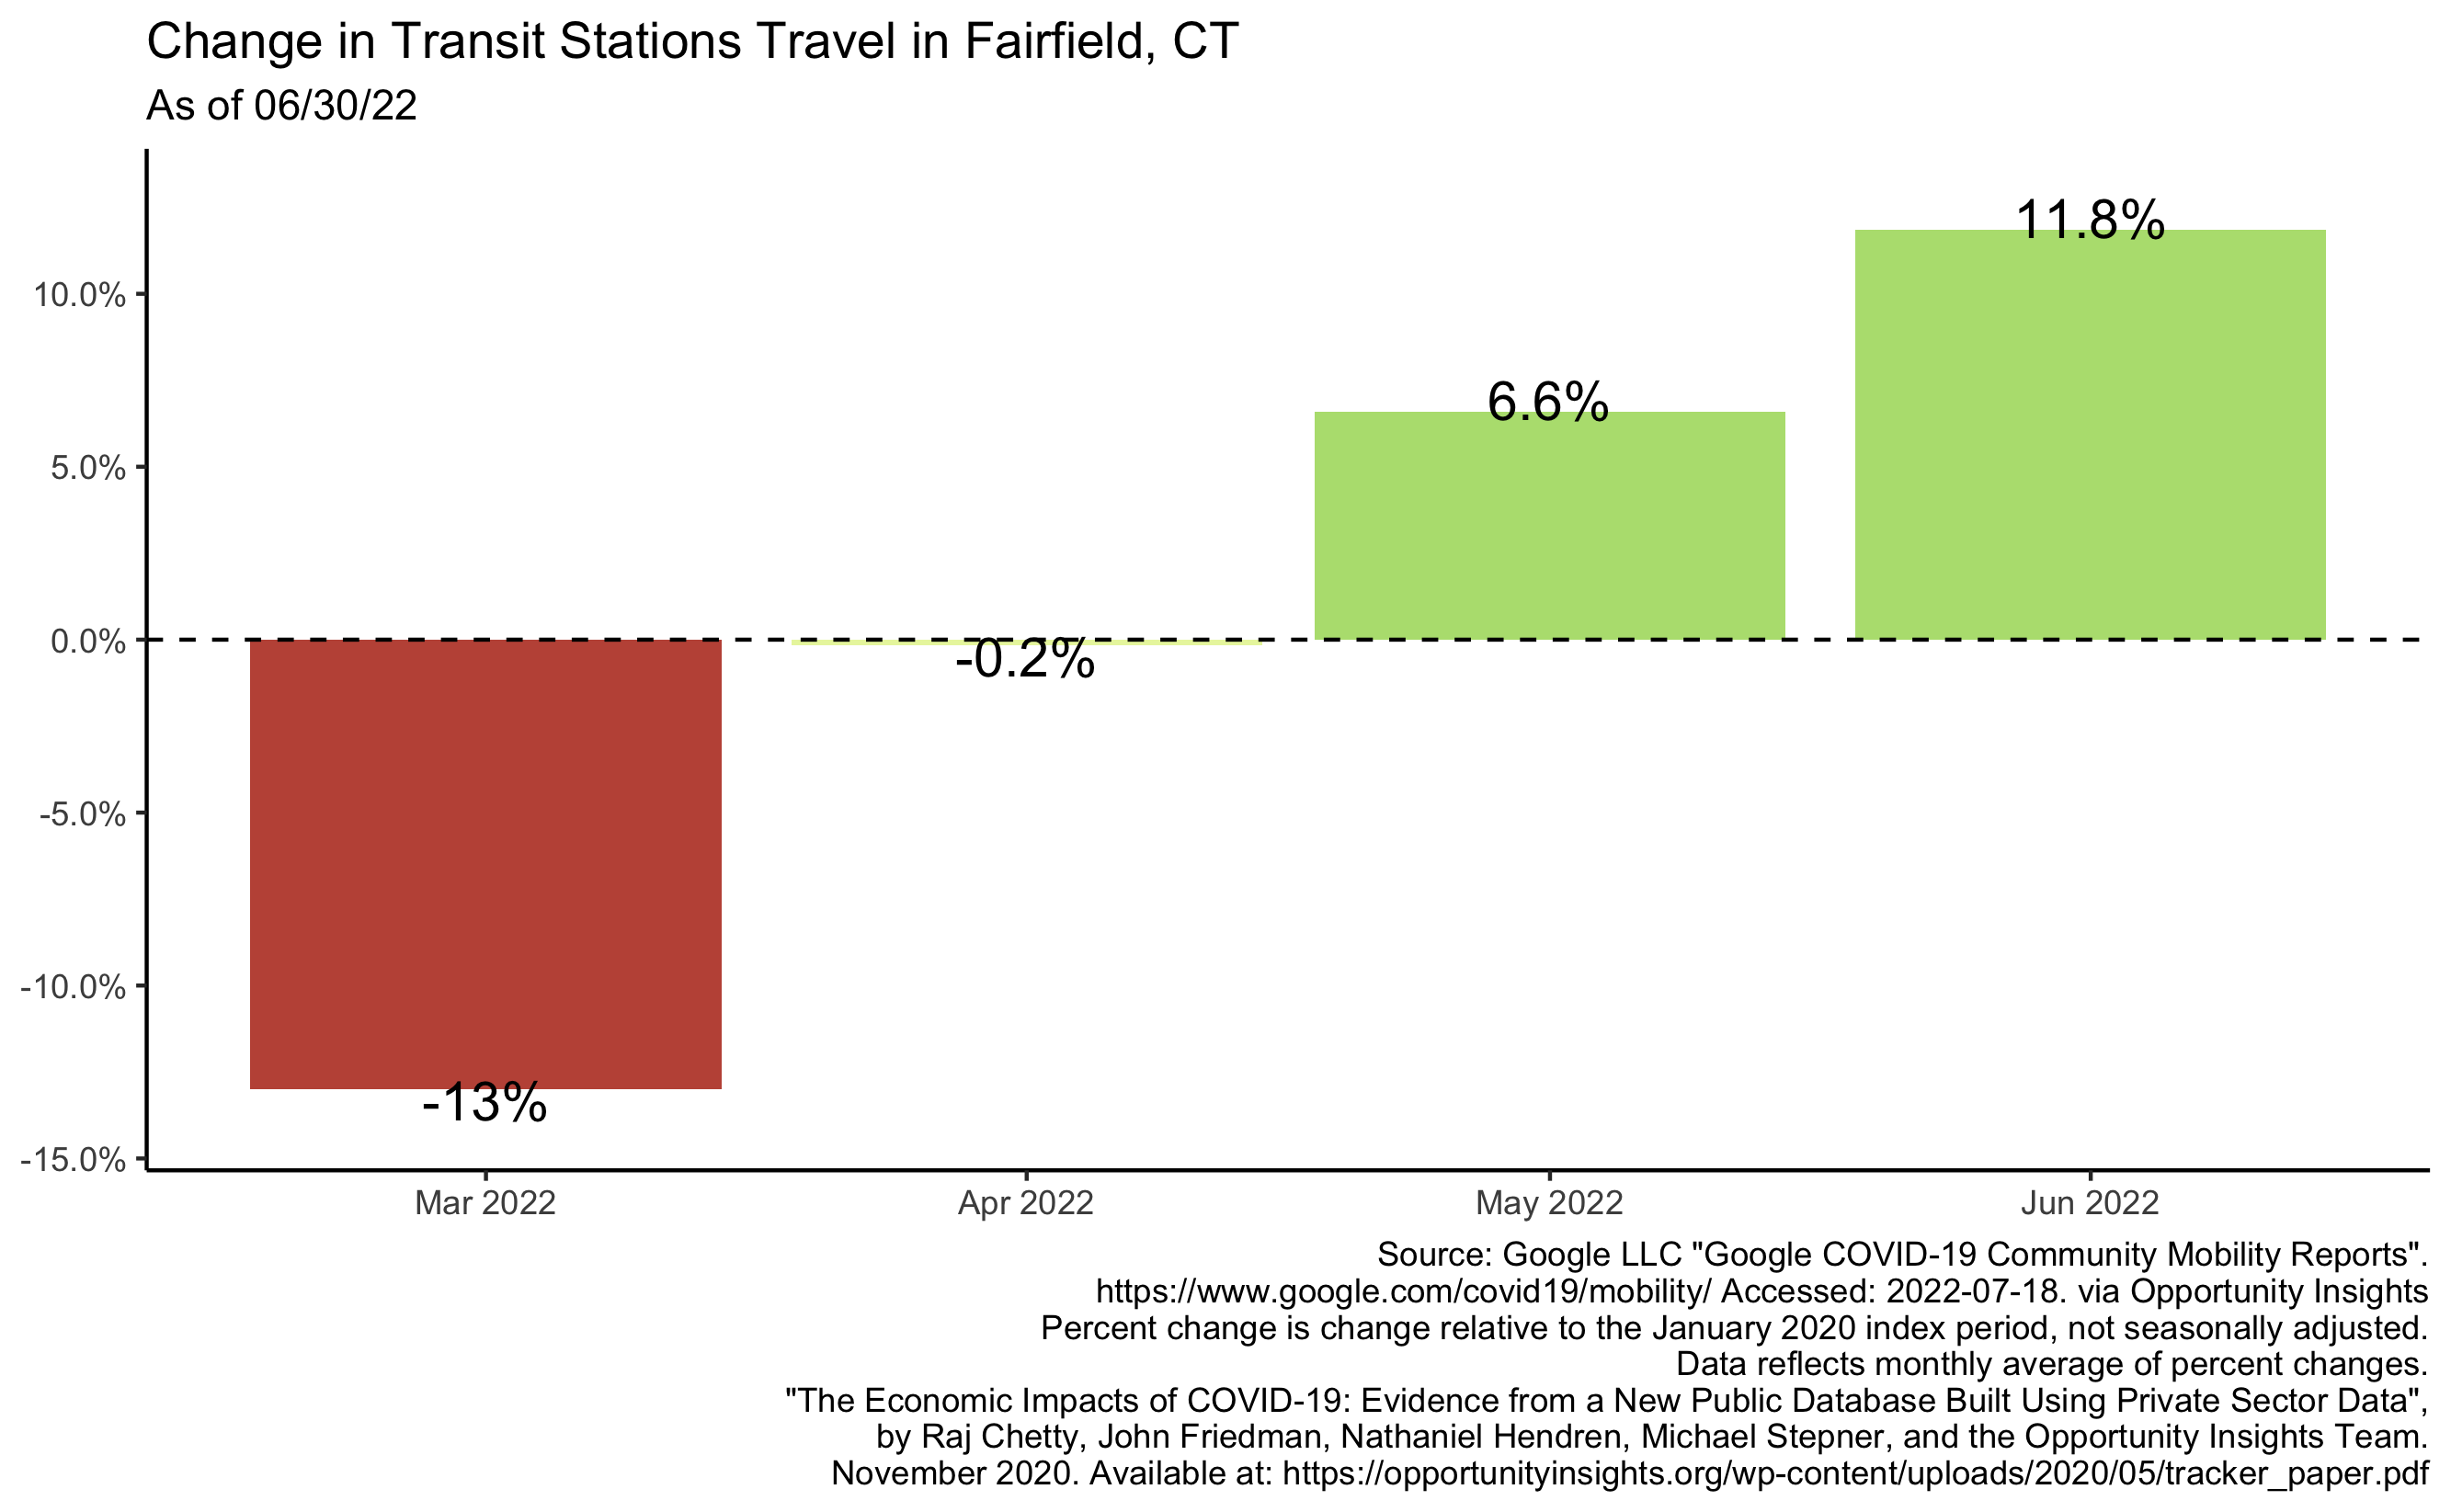 Change in Transit Stations Travel in Fairfield, CT
As of 06/30/22
11.8%
10.0%
6.6%
5.0%
0.0%
-0.2%
-5.0%
-10.0%
-13%
-15.0%
Mar 2022 Apr 2022 May 2022 Jun 2022
Source: Google LLC "Google COVID-19 Community Mobility Reports".
https://www.google.com/covid19/mobility/ Accessed: 2022-07-18. via Opportunity Insights
Percent change is change relative to the January 2020 index period, not seasonally adjusted.
Data reflects monthly average of percent changes.
"The Economic Impacts of COVID-19: Evidence from a New Public Database Built Using Private Sector Data",
by Raj Chetty, John Friedman, Nathaniel Hendren, Michael Stepner, and the Opportunity Insights Team.
November 2020. Available at: https://opportunityinsights.org/wp-content/uploads/2020/05/tracker_paper.pdf